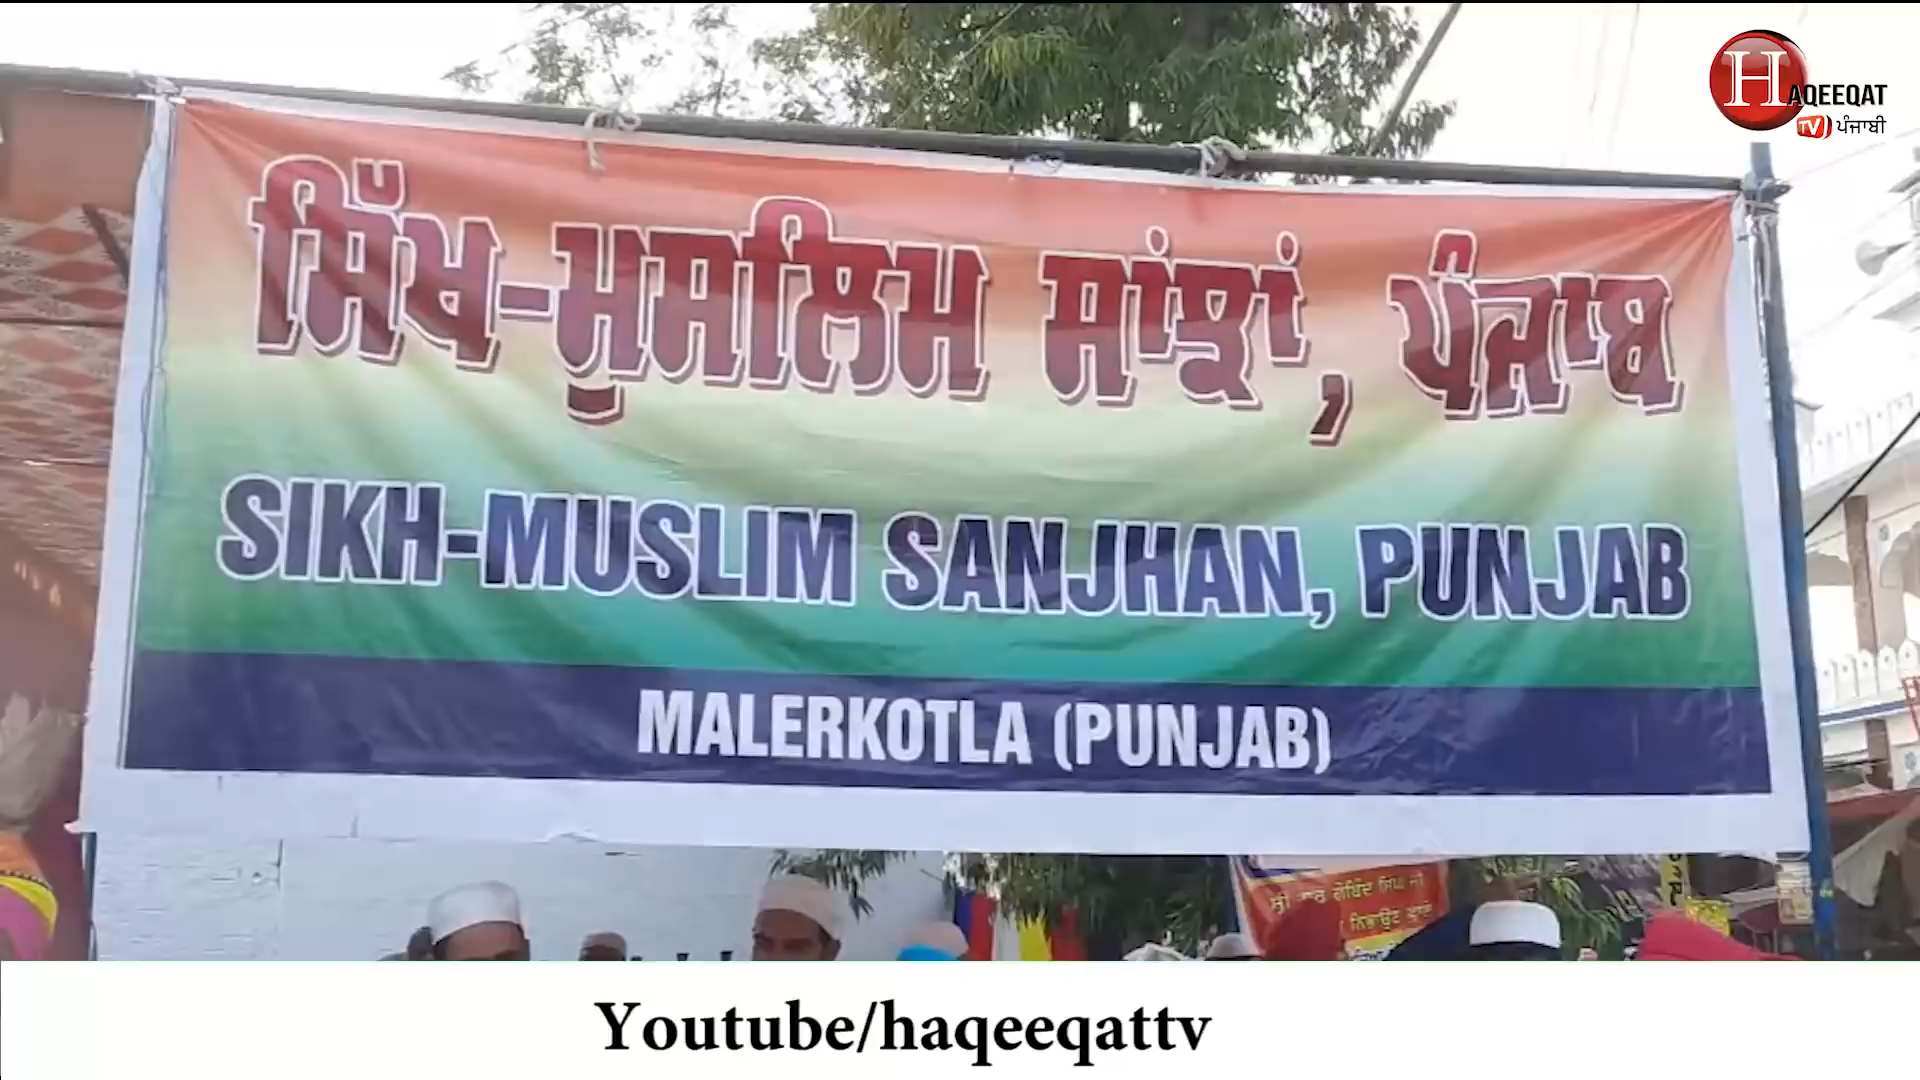 HAQEEQAT
TV ਪੰਜਾਬੀ
ਸਿੱਖ-ਮੁਸਲਿਮ ਸਾਂਝਾਂ, ਪੰਜਾਬ
SIKH-MUSLIM SANJHAN, PUNJAB
MALERKOTLA (PUNJAB)
ਗੋਬਿੰਦ ਸਿੰਘ ਜੀ
Youtube/haqeeqattv